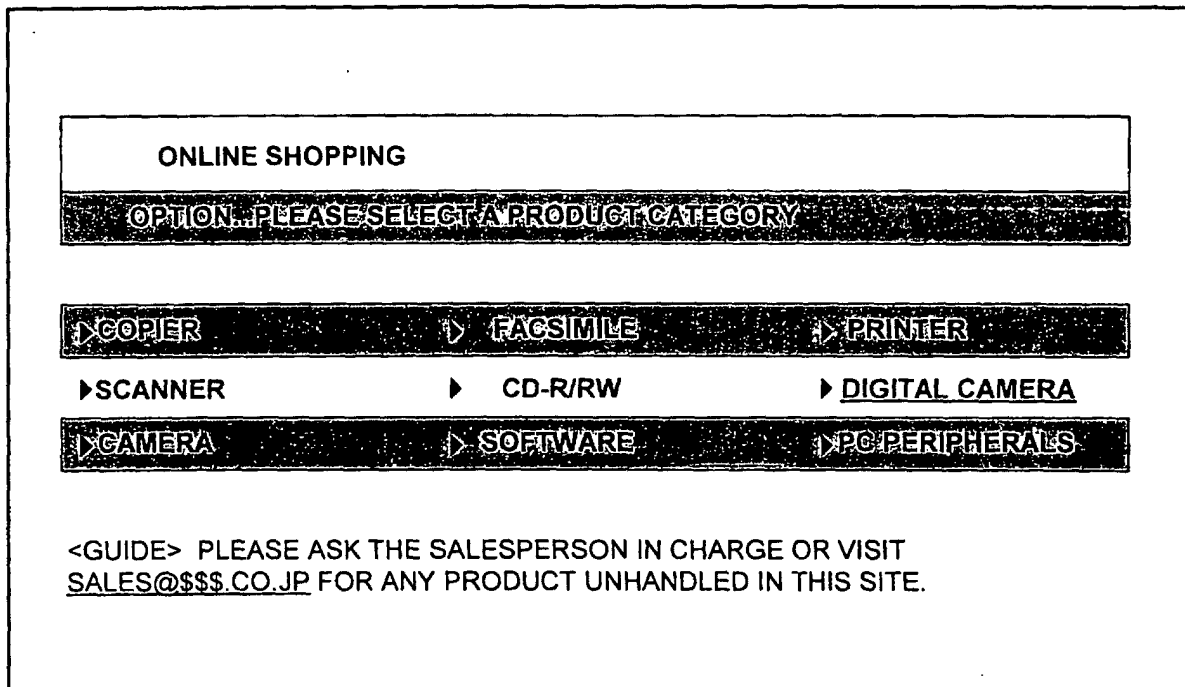 ONLINE SHOPPING
OPTION...PLEASE SELECT A PRODUCT CATEGORY
▶COPIER ▶ FACSIMILE ▶ PRINTER
▶SCANNER ▶ CD-R/RW ▶ DIGITAL CAMERA
▶CAMERA ▶ SOFTWARE ▶PC PERIPHERALS
<GUIDE> PLEASE ASK THE SALESPERSON IN CHARGE OR VISIT
SALES@$$$.CO.JP FOR ANY PRODUCT UNHANDLED IN THIS SITE.